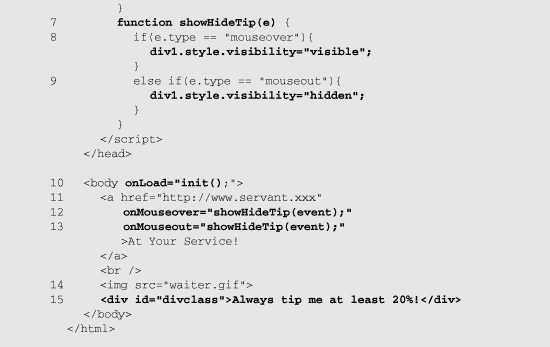 }
7 function showHideTip(e) {
8 if(e.type == "mouseover"){
div1.style.visibility="visible";
}
9 else if(e.type == "mouseout"){
div1.style.visibility="hidden";
}
}
</script>
</head>
10 <body onLoad="init();">
11 <a href="http://www.servant.xxx"
12 onMouseover="showHideTip(event);"
13 onMouseout="showHideTip(event);"
>At Your Service!
</a>
<br />
14 <img src="waiter.gif">
15 <div id="divclass">Always tip me at least 20%!</div>
</body>
</html>